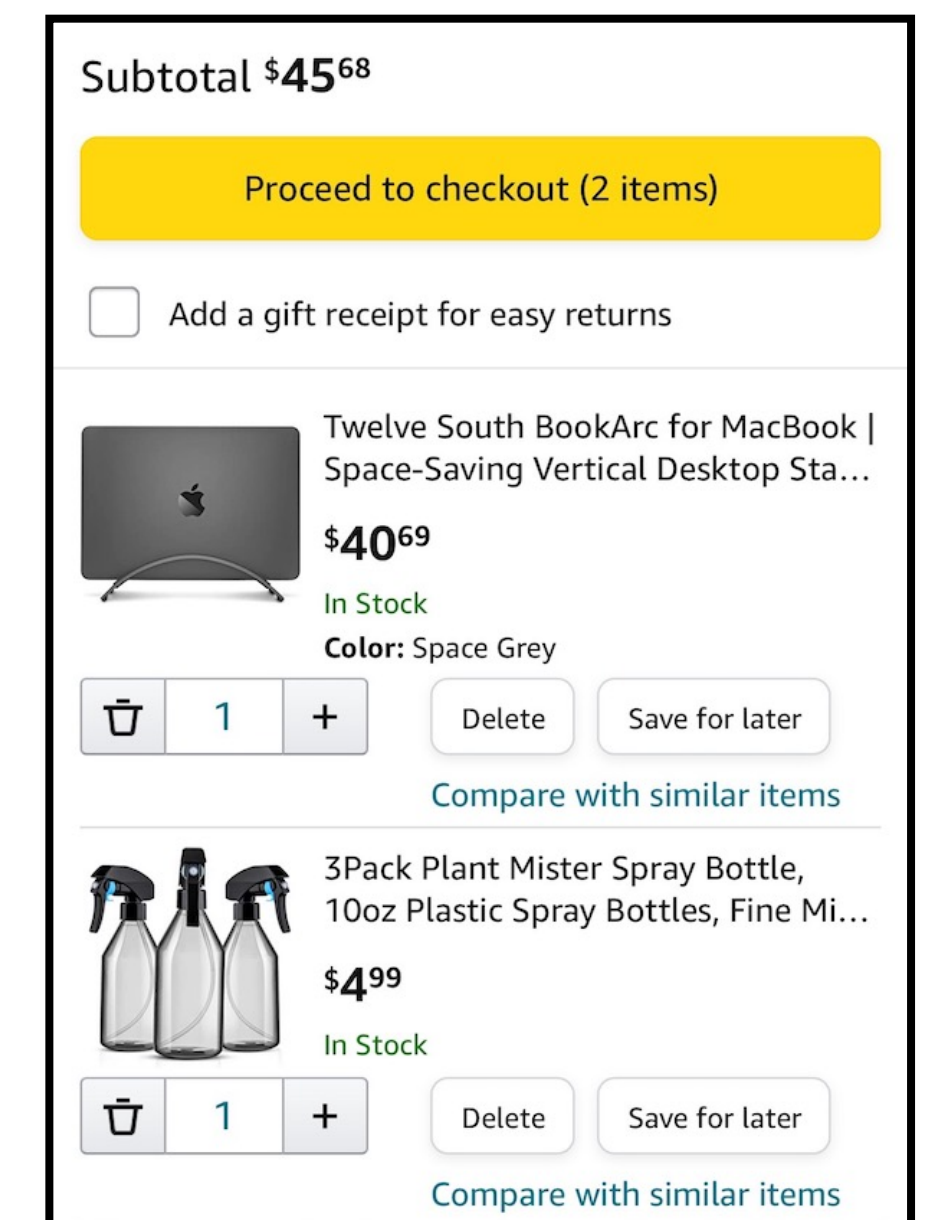 Subtotal $45⁶⁸
Proceed to checkout (2 items)
Add a gift receipt for easy returns
Twelve South BookArc for MacBook |
Space-Saving Vertical Desktop Sta...
$40⁶⁹
In Stock
Color: Space Grey
1 + Delete Save for later
Compare with similar items
3Pack Plant Mister Spray Bottle,
10oz Plastic Spray Bottles, Fine Mi...
$4⁹⁹
In Stock
1 + Delete Save for later
Compare with similar items